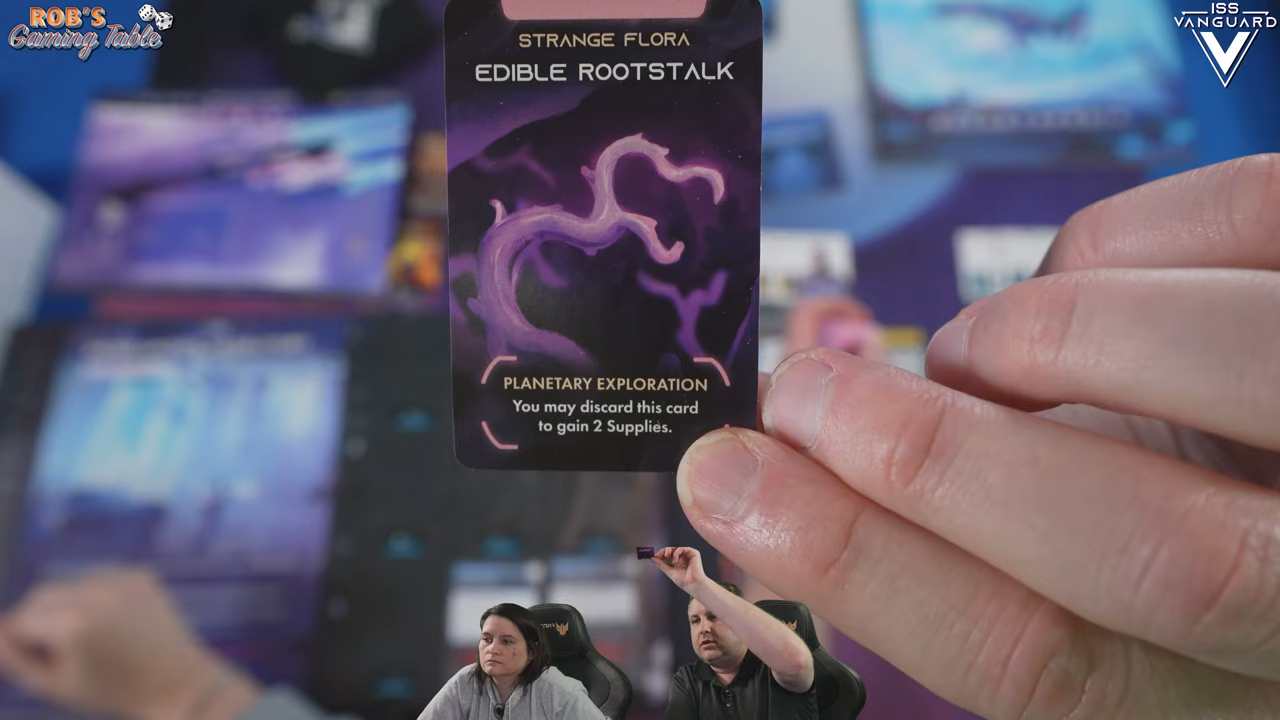 ROB'S
Gaming Table
ISS
VANGUARD
STRANGE FLORA
EDIBLE ROOTSTALK
PLANETARY EXPLORATION
You may discard this card
to gain 2 Supplies.